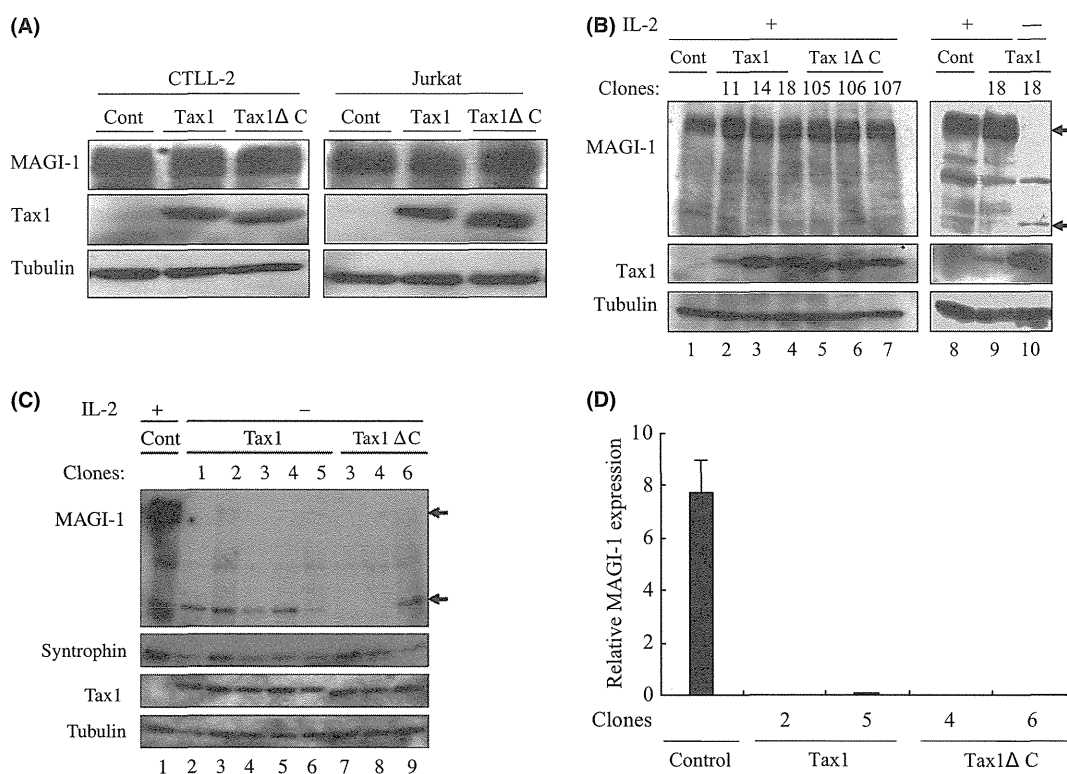 (A)
CTLL-2 Jurkat
Cont Tax1 Tax1Δ C Cont Tax1 Tax1Δ C
MAGI-1
Tax1
Tubulin
(B)
IL-2 + + —
Cont Tax1 Tax 1Δ C Cont Tax1
Clones: 11 14 18 105 106 107 18 18
MAGI-1
Tax1
Tubulin
1 2 3 4 5 6 7 8 9 10
(C)
IL-2 + –
Cont Tax1 Tax1 ΔC
Clones: 1 2 3 4 5 3 4 6
MAGI-1
Syntrophin
Tax1
Tubulin
1 2 3 4 5 6 7 8 9
(D)
Relative MAGI-1 expression
10
8
6
4
2
0
Clones 2 5 4 6
Control Tax1 Tax1Δ C